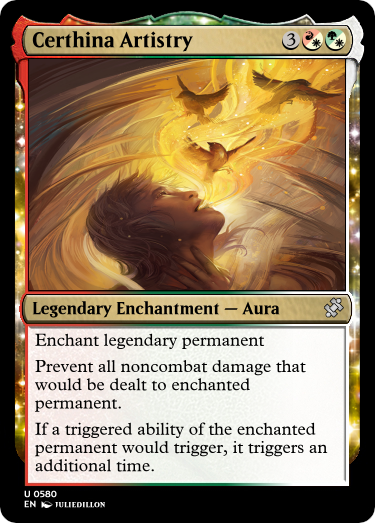 Certhina Artistry 3
Legendary Enchantment — Aura
Enchant legendary permanent
Prevent all noncombat damage that
would be dealt to enchanted
permanent.
If a triggered ability of the enchanted
permanent would trigger, it triggers an
additional time.
U 0580
EN JULIEDILLON